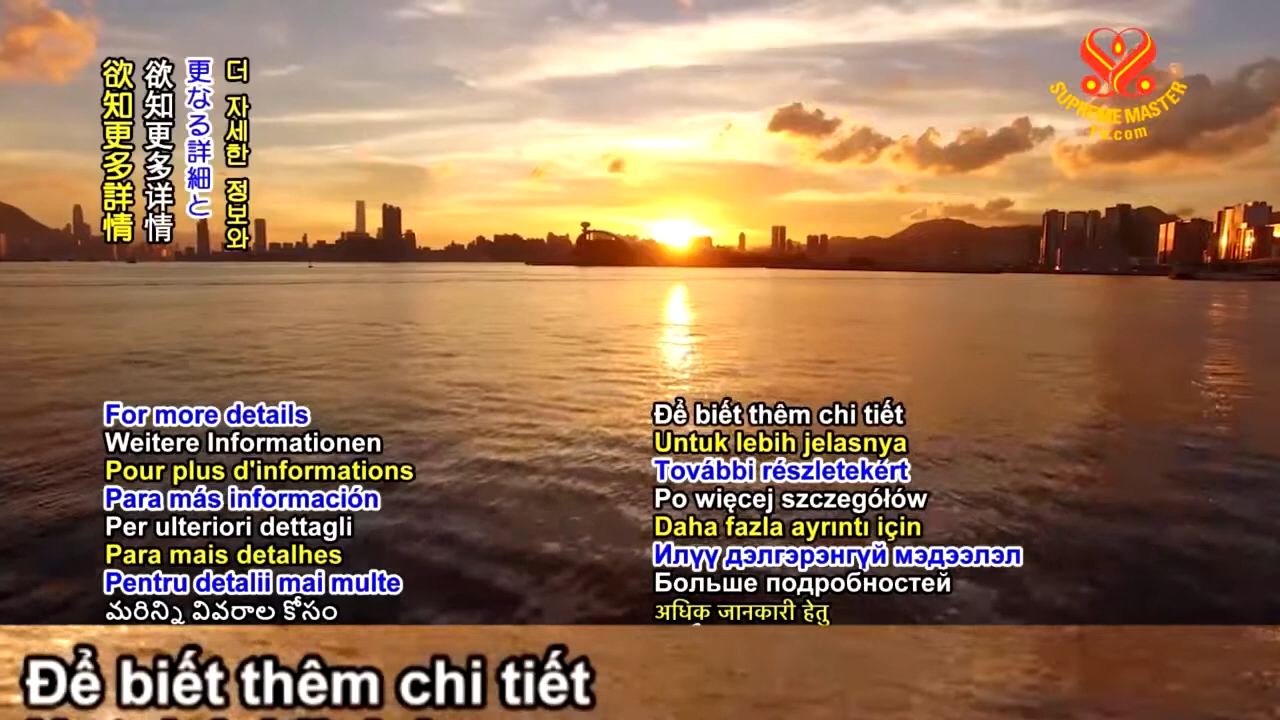 欲知更多詳情
欲知更多详情
更なる詳細と
더 자세한 정보와
SUPREME MASTER
TV.com
For more details
Weitere Informationen
Pour plus d'informations
Para más información
Per ulteriori dettagli
Para mais detalhes
Pentru detalii mai multe
మరిన్ని వివరాల కోసం
Để biết thêm chi tiết
Untuk lebih jelasnya
További részletekért
Po więcej szczegółów
Daha fazla ayrıntı için
Илүү дэлгэрэнгүй мэдээлэл
Больше подробностей
अधिक जानकारी हेतु
Để biết thêm chi tiết